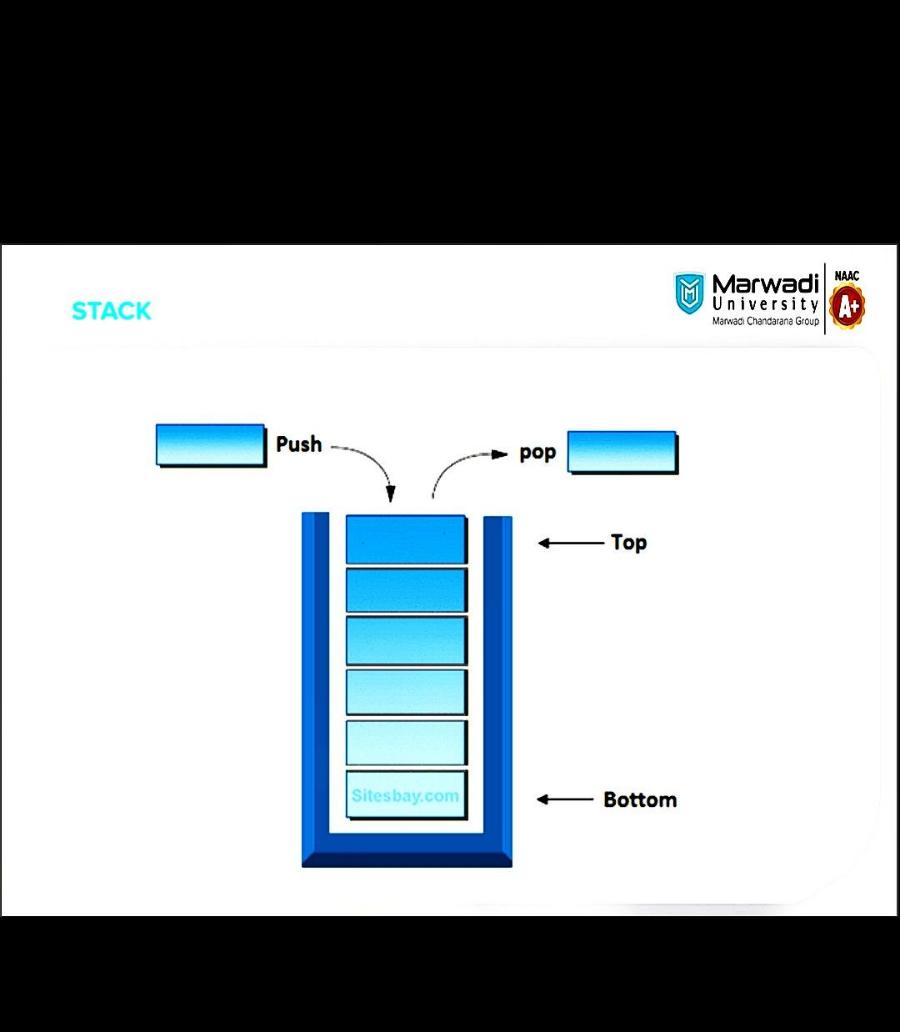 STACK
Marwadi
University
Marwadi Chandarana Group
NAAC
A+
Push
pop
Top
Sitesbay.com
Bottom